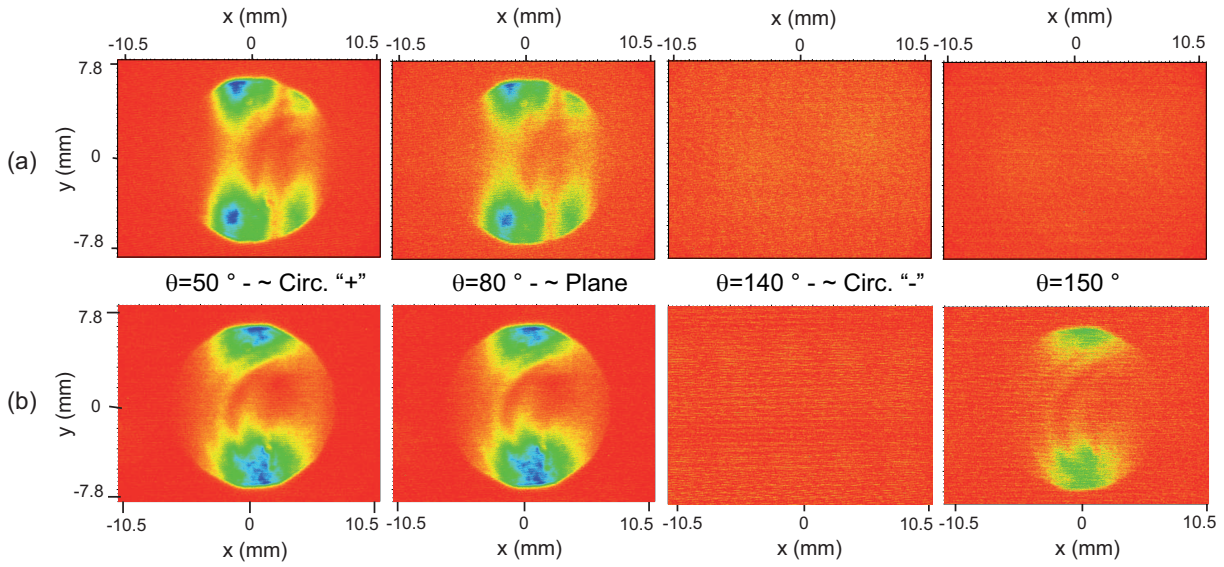 x (mm) x (mm) x (mm) x (mm)
-10.5 0 10.5 -10.5 0 10.5 -10.5 0 10.5 -10.5 0 10.5
7.8
(a) y (mm) 0
-7.8
θ=50 ° - ~ Circ. “+” θ=80 ° - ~ Plane θ=140 ° - ~ Circ. “-” θ=150 °
7.8
(b) y (mm) 0
-7.8
-10.5 0 10.5 -10.5 0 10.5 -10.5 0 10.5 -10.5 0 10.5
x (mm) x (mm) x (mm) x (mm)